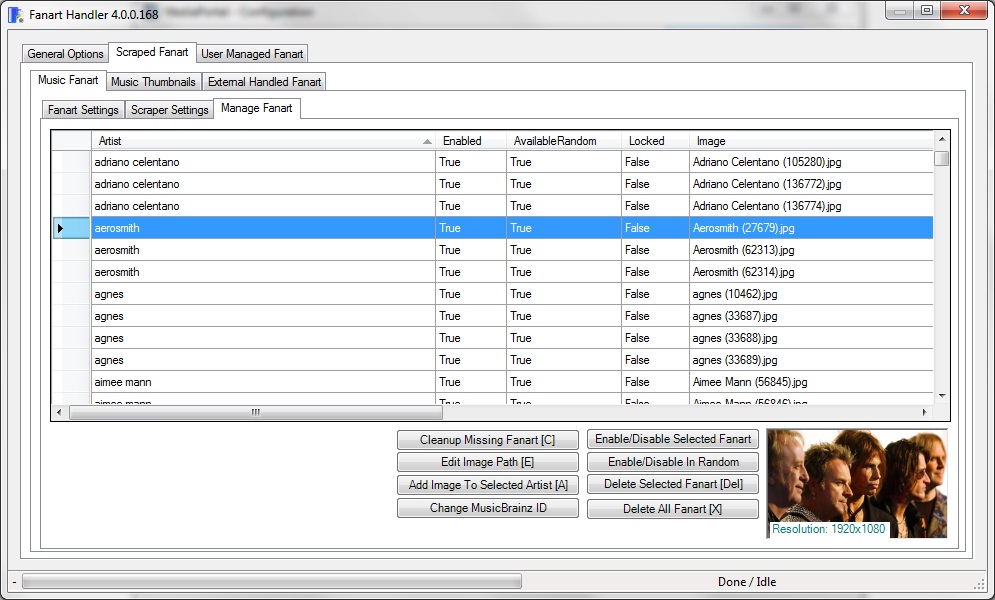 Fanart Handler 4.0.0.168
MediaPortal - Configuration
General Options Scraped Fanart User Managed Fanart
Music Fanart Music Thumbnails External Handled Fanart
Fanart Settings Scraper Settings Manage Fanart
Artist Enabled AvailableRandom Locked Image
adriano celentano True True False Adriano Celentano (105280).jpg
adriano celentano True True False Adriano Celentano (136772).jpg
adriano celentano True True False Adriano Celentano (136774).jpg
aerosmith True True False Aerosmith (27679).jpg
aerosmith True True False Aerosmith (62313).jpg
aerosmith True True False Aerosmith (62314).jpg
agnes True True False agnes (10462).jpg
agnes True True False agnes (33687).jpg
agnes True True False agnes (33688).jpg
agnes True True False agnes (33689).jpg
aimee mann True True False Aimee Mann (56845).jpg
aimee mann True True False Aimee Mann (56846).jpg
Cleanup Missing Fanart [C] Enable/Disable Selected Fanart
Edit Image Path [E] Enable/Disable In Random
Add Image To Selected Artist [A] Delete Selected Fanart [Del]
Change MusicBrainz ID Delete All Fanart [X]
Resolution: 1920x1080
- Done / Idle